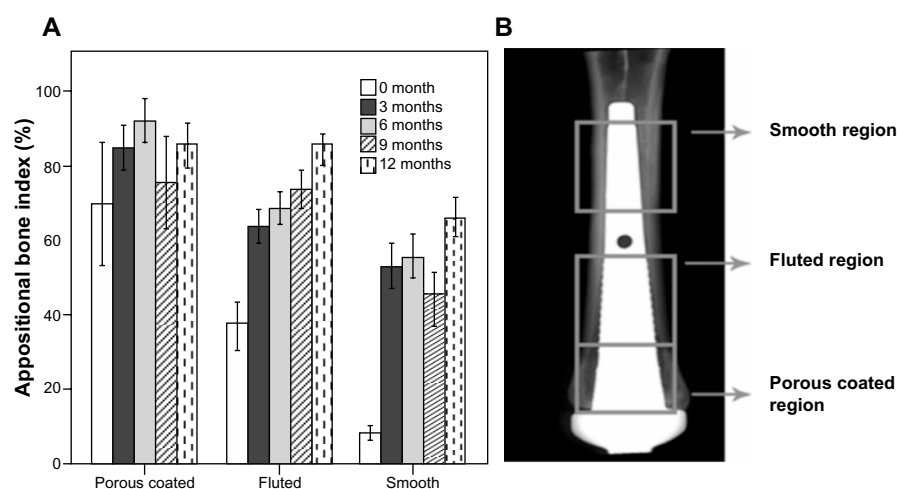 A
Appositional bone index (%)
100
80
60
40
20
0
0 month
3 months
6 months
9 months
12 months
Porous coated
Fluted
Smooth
B
Smooth region
Fluted region
Porous coated
region